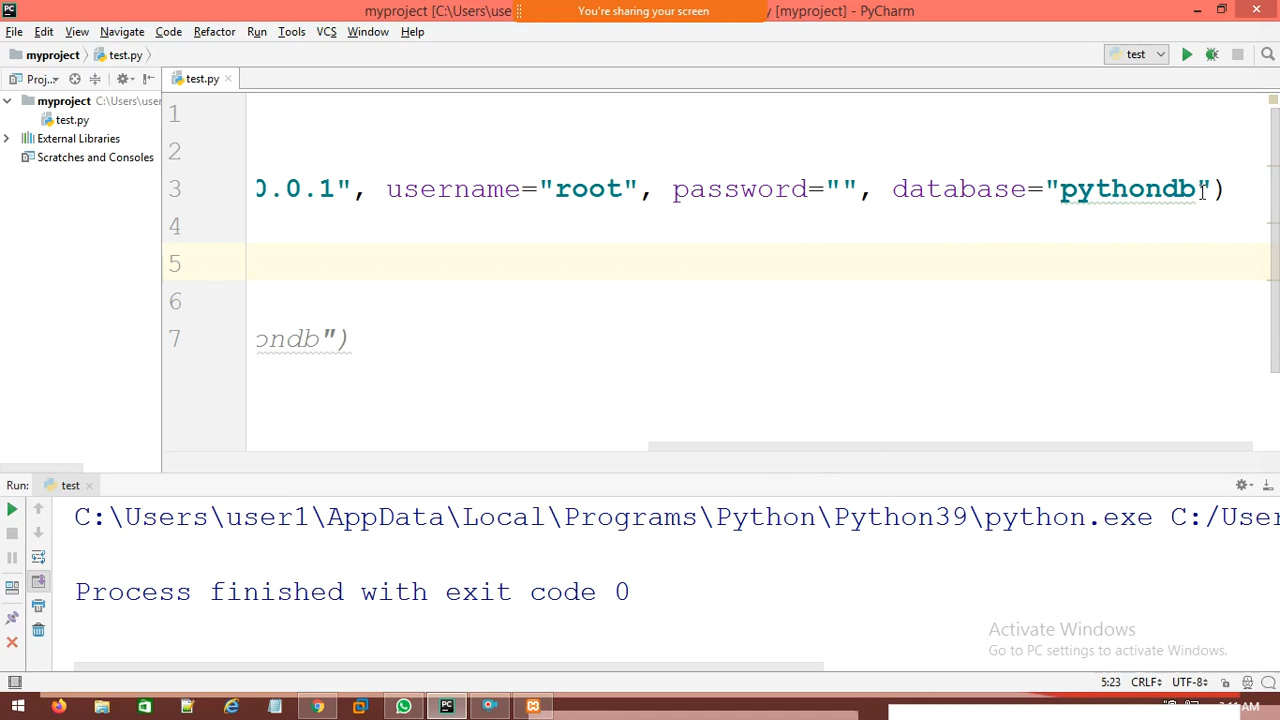 myproject [C:\Users\use
You're sharing your screen
[myproject] - PyCharm
File Edit View Navigate Code Refactor Run Tools VCS Window Help
myproject test.py
test
Proj...
test.py
myproject C:\Users\user
test.py
External Libraries
Scratches and Consoles
1
2
3 0.0.1", username="root", password="", database="pythondb")
4
5
6
7 ondb")
Run: test
C:\Users\user1\AppData\Local\Programs\Python\Python39\python.exe C:/User
Process finished with exit code 0
Activate Windows
Go to PC settings to activate Windows.
5:23 CRLF UTF-8
:11 AM